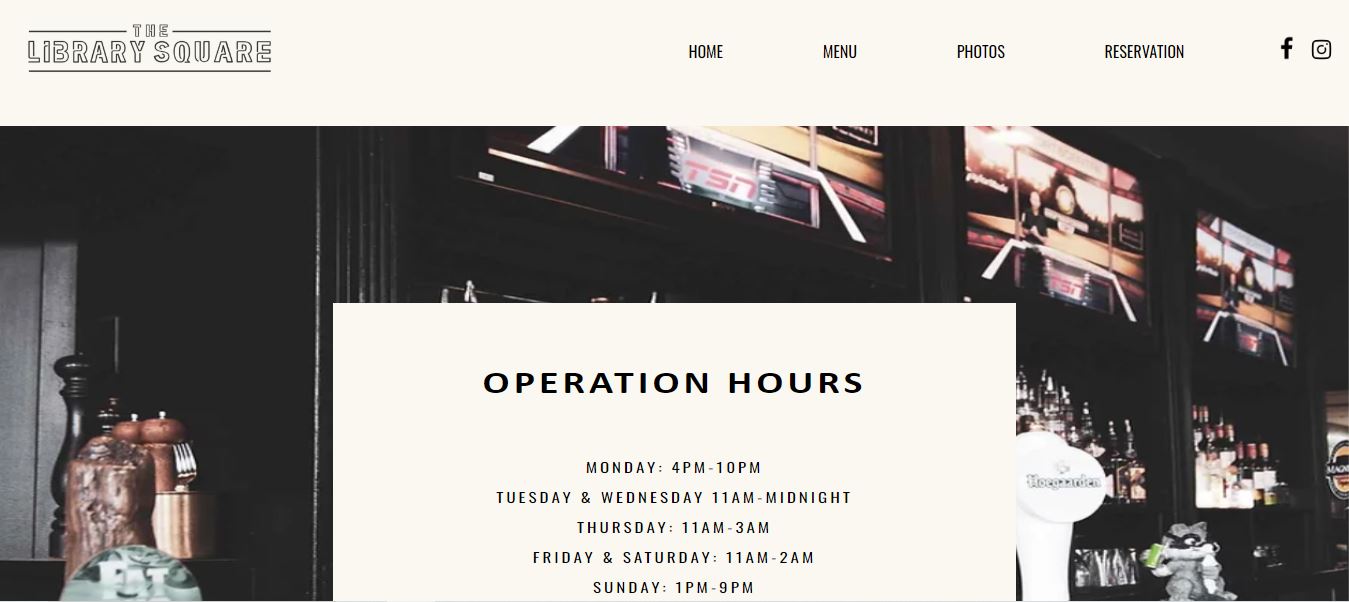 THE
LIBRARY SQUARE
HOME
MENU
PHOTOS
RESERVATION
TSN
TSN
OPERATION HOURS
MONDAY: 4PM-10PM
TUESDAY & WEDNESDAY 11AM-MIDNIGHT
THURSDAY: 11AM-3AM
FRIDAY & SATURDAY: 11AM-2AM
SUNDAY: 1PM-9PM
Hoegaarden